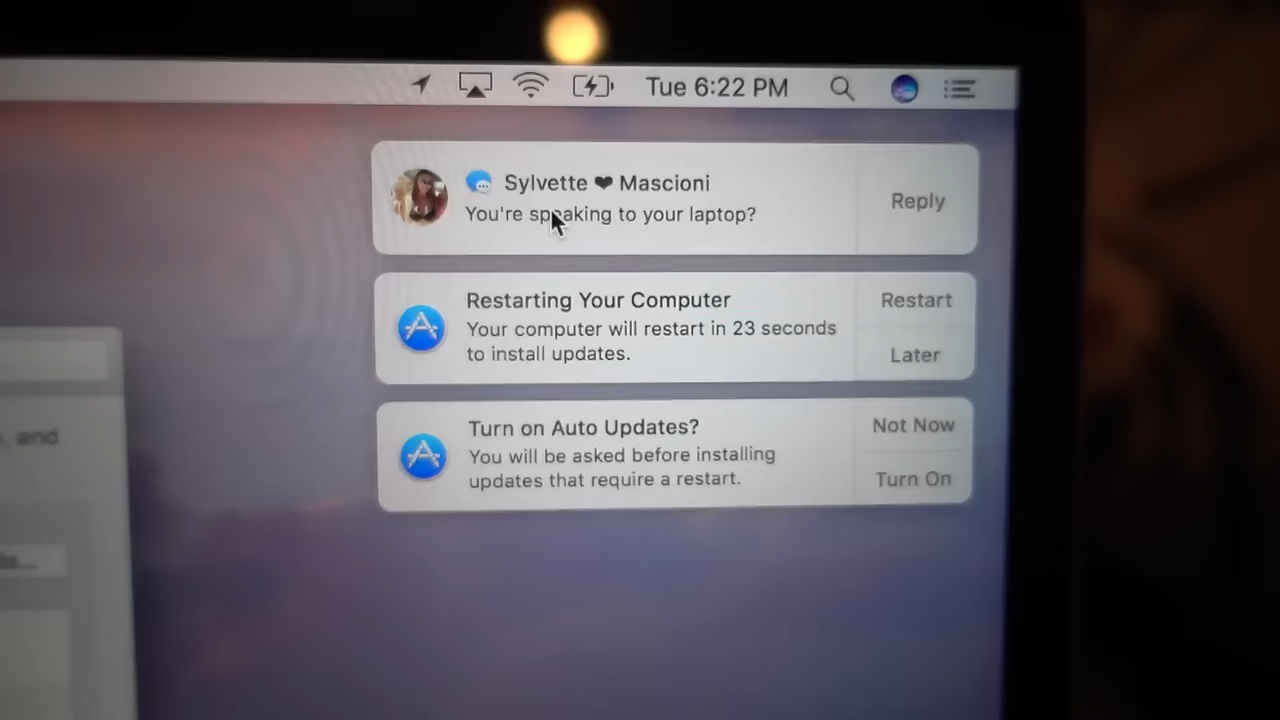 Tue 6:22 PM
Sylvette ❤ Mascioni
You're speaking to your laptop?
Reply
Restarting Your Computer
Your computer will restart in 23 seconds
to install updates.
Restart
Later
Turn on Auto Updates?
You will be asked before installing
updates that require a restart.
Not Now
Turn On
, and